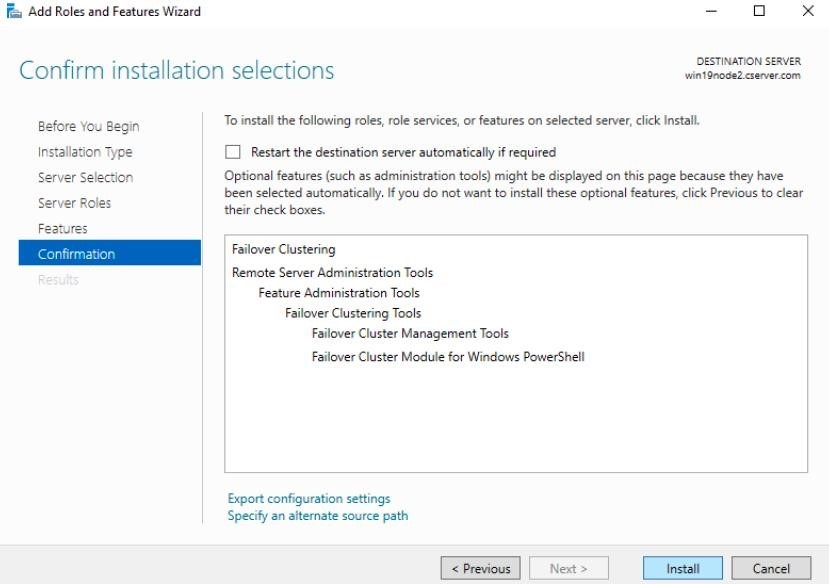 Add Roles and Features Wizard
Confirm installation selections
DESTINATION SERVER
win19node2.cserver.com
Before You Begin
Installation Type
Server Selection
Server Roles
Features
Confirmation
Results
To install the following roles, role services, or features on selected server, click Install.
Restart the destination server automatically if required
Optional features (such as administration tools) might be displayed on this page because they have
been selected automatically. If you do not want to install these optional features, click Previous to clear
their check boxes.
Failover Clustering
Remote Server Administration Tools
Feature Administration Tools
Failover Clustering Tools
Failover Cluster Management Tools
Failover Cluster Module for Windows PowerShell
Export configuration settings
Specify an alternate source path
< Previous
Next >
Install
Cancel